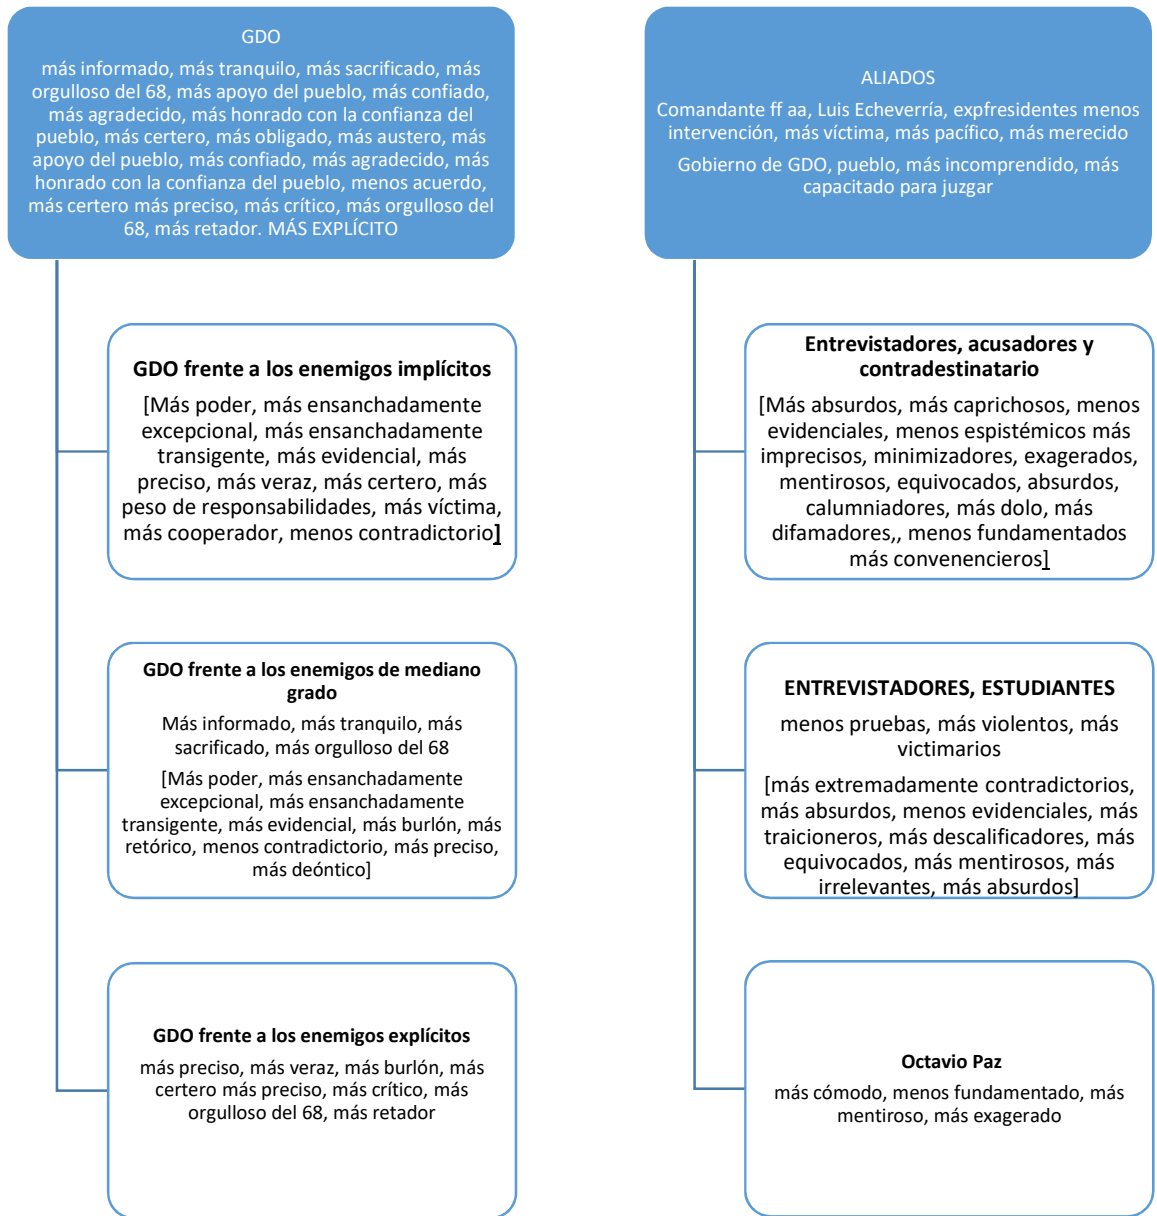 GDO
más informado, más tranquilo, más sacrificado, más
orgulloso del 68, más apoyo del pueblo, más confiado,
más agradecido, más honrado con la confianza del
pueblo, más certero, más obligado, más austero, más
apoyo del pueblo, más confiado, más agradecido, más
honrado con la confianza del pueblo, menos acuerdo,
más certero más preciso, más crítico, más orgulloso del
68, más retador. MÁS EXPLÍCITO
GDO frente a los enemigos implícitos
[Más poder, más ensanchadamente
excepcional, más ensanchadamente
transigente, más evidencial, más
preciso, más veraz, más certero, más
peso de responsabilidades, más víctima,
más cooperador, menos contradictorio]
GDO frente a los enemigos de mediano
grado
Más informado, más tranquilo, más
sacrificado, más orgulloso del 68
[Más poder, más ensanchadamente
excepcional, más ensanchadamente
transigente, más evidencial, más burlón, más
retórico, menos contradictorio, más preciso,
más deóntico]
GDO frente a los enemigos explícitos
más preciso, más veraz, más burlón, más
certero más preciso, más crítico, más
orgulloso del 68, más retador
ALIADOS
Comandante ff aa, Luis Echeverría, expfresidentes menos
intervención, más víctima, más pacífico, más merecido
Gobierno de GDO, pueblo, más incomprendido, más
capacitado para juzgar
Entrevistadores, acusadores y
contradestinatario
[Más absurdos, más caprichosos, menos
evidenciales, menos espistémicos más
imprecisos, minimizadores, exagerados,
mentirosos, equivocados, absurdos,
calumniadores, más dolo, más
difamadores,, menos fundamentados
más convenencieros]
ENTREVISTADORES, ESTUDIANTES
menos pruebas, más violentos, más
victimarios
[más extremadamente contradictorios,
más absurdos, menos evidenciales, más
traicioneros, más descalificadores, más
equivocados, más mentirosos, más
irrelevantes, más absurdos]
Octavio Paz
más cómodo, menos fundamentado, más
mentiroso, más exagerado